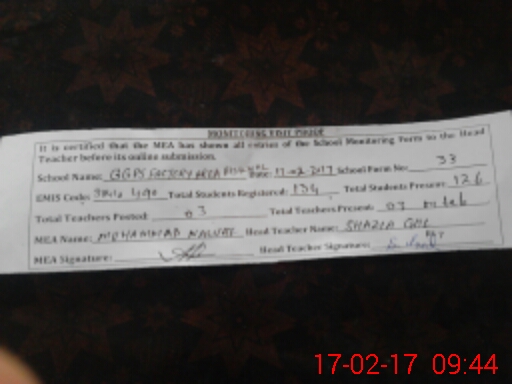 MONITORING VISIT PROOF
It is certified that the MEA has shown all entries of the School Monitoring Form to the Head
Teacher before its online submission.
School Name: GGPS FACTORY AREA Date: 17-02-2017 School Form No: 33
EMIS Code: Total Students Registered: 134 Total Students Present: 126
Total Teachers Posted: 03 Total Teachers Present: 03
MEA Name: MOHAMMAD Head Teacher Name: SHAZIA GUL
MEA Signature: Head Teacher Signature:
17-02-17 09:44